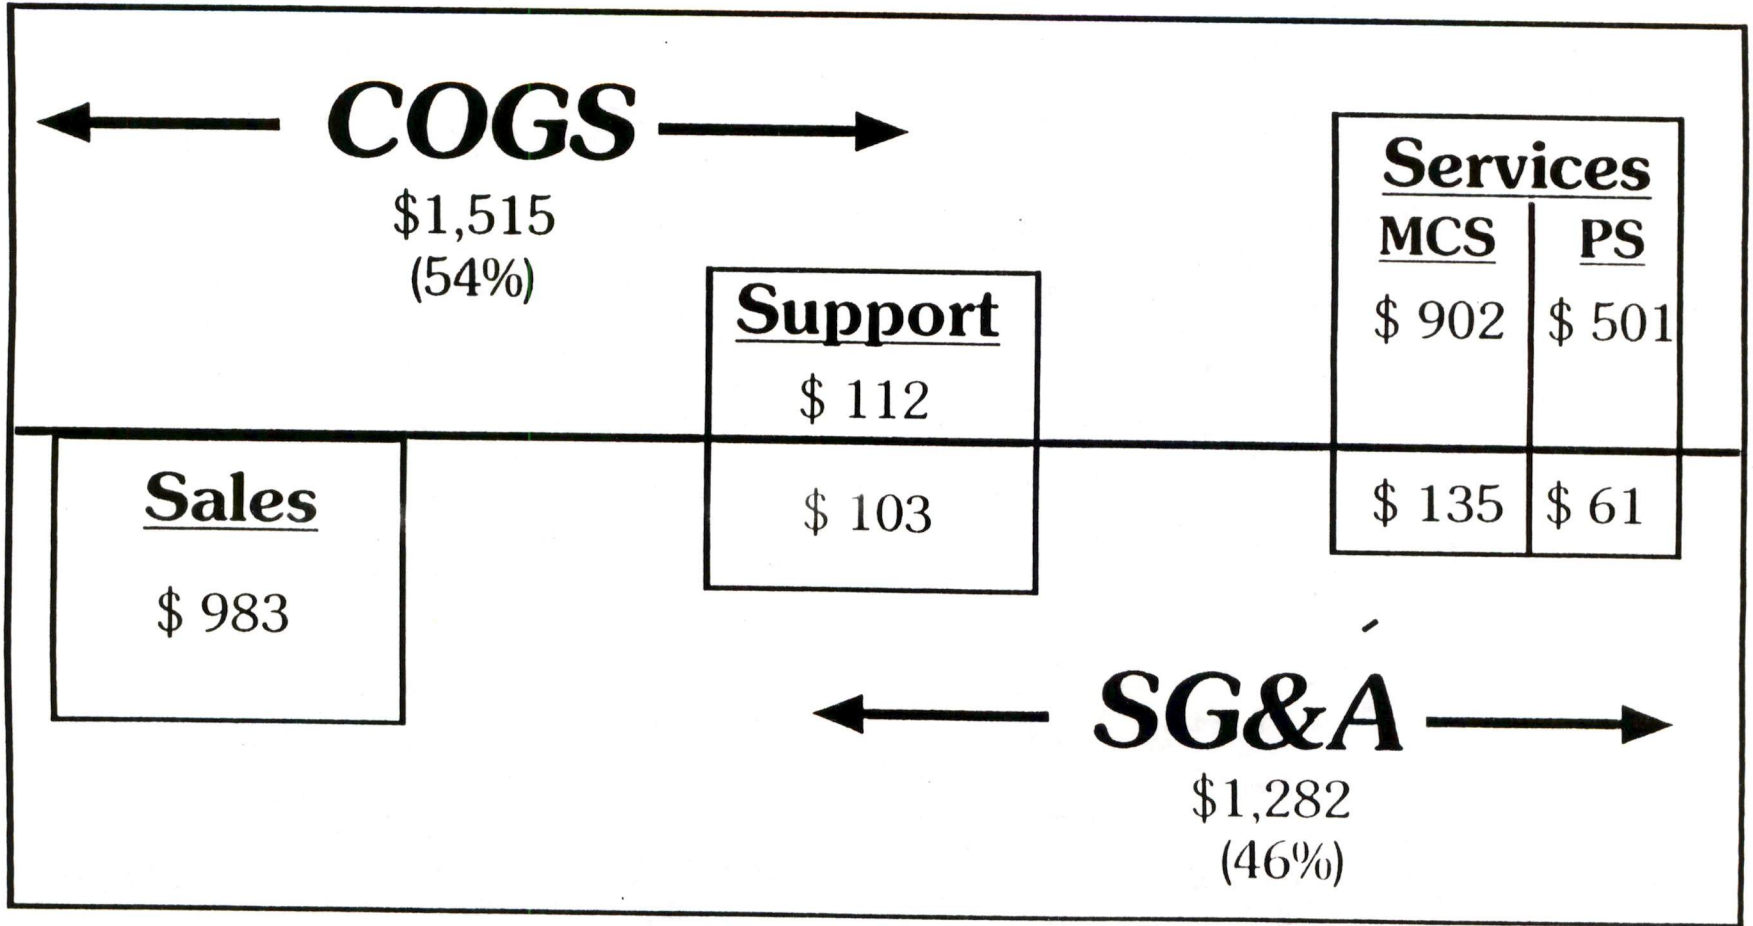 COGS
$1,515
(54%)
Services
MCS PS
$ 902 $ 501
Support
$ 112
Sales
$ 983
$ 103
$ 135 $ 61
SG&A
$1,282
(46%)